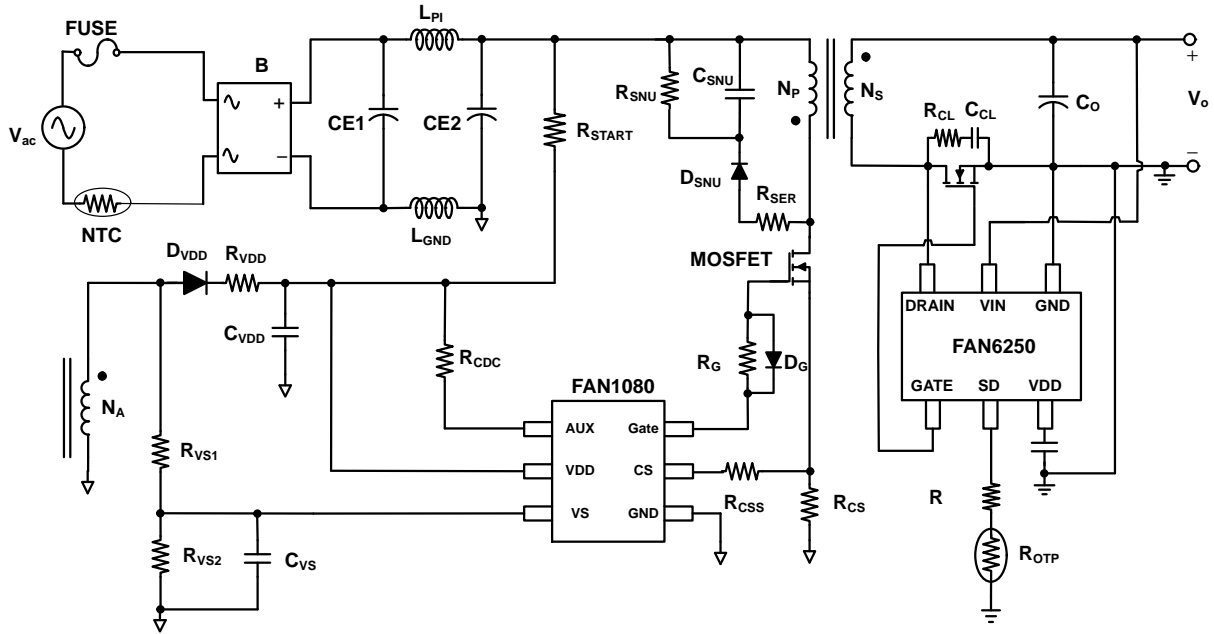 FUSE
L_PI
B
+
−
V_ac
NTC
CE1
CE2
L_GND
R_START
R_SNU
C_SNU
D_SNU
R_SER
N_P
N_S
C_O
+
V_o
−
R_CL
C_CL
MOSFET
D_VDD
R_VDD
C_VDD
R_CDC
N_A
R_VS1
R_VS2
C_VS
R_G
D_G
FAN1080
AUX
Gate
VDD
CS
VS
GND
R_CSS
R_CS
DRAIN
VIN
GND
FAN6250
GATE
SD
VDD
R
R_OTP